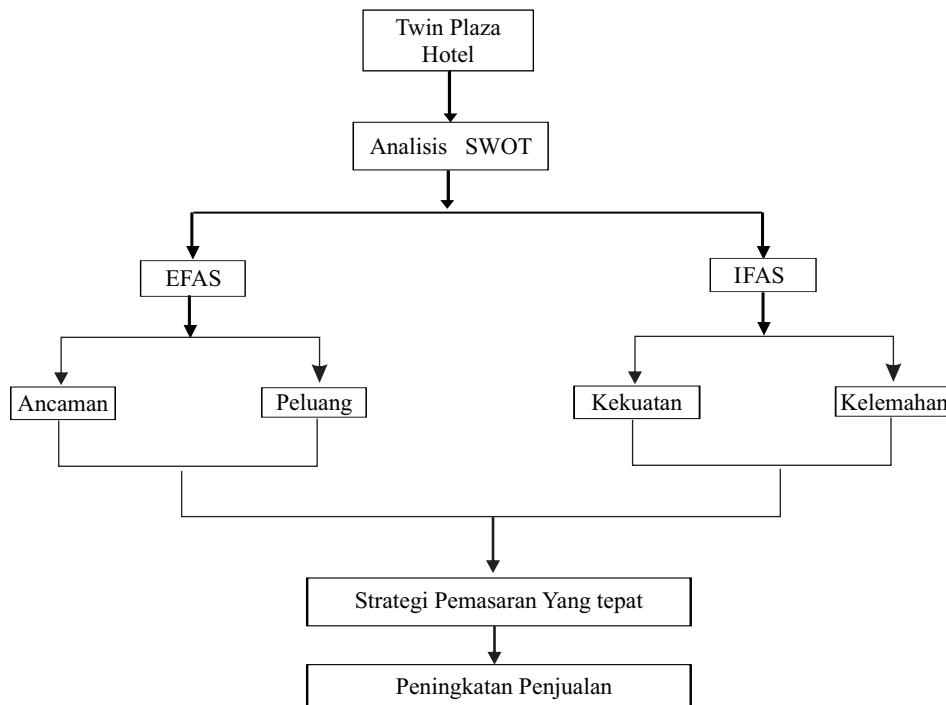 Twin Plaza
Hotel
Analisis SWOT
EFAS
IFAS
Ancaman
Peluang
Kekuatan
Kelemahan
Strategi Pemasaran Yang tepat
Peningkatan Penjualan